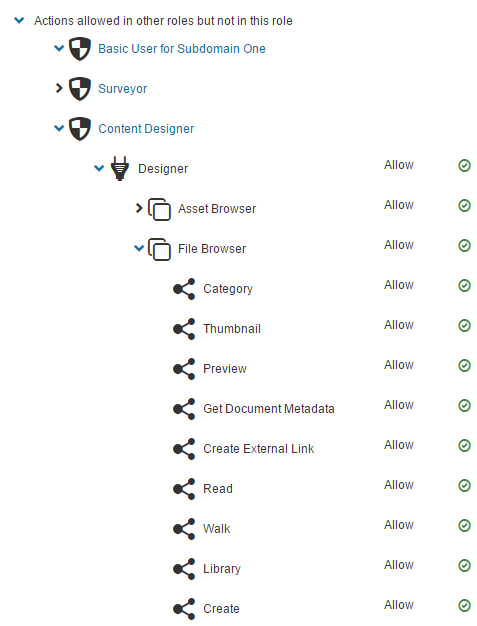 Actions allowed in other roles but not in this role
Basic User for Subdomain One
Surveyor
Content Designer
Designer Allow
Asset Browser Allow
File Browser Allow
Category Allow
Thumbnail Allow
Preview Allow
Get Document Metadata Allow
Create External Link Allow
Read Allow
Walk Allow
Library Allow
Create Allow